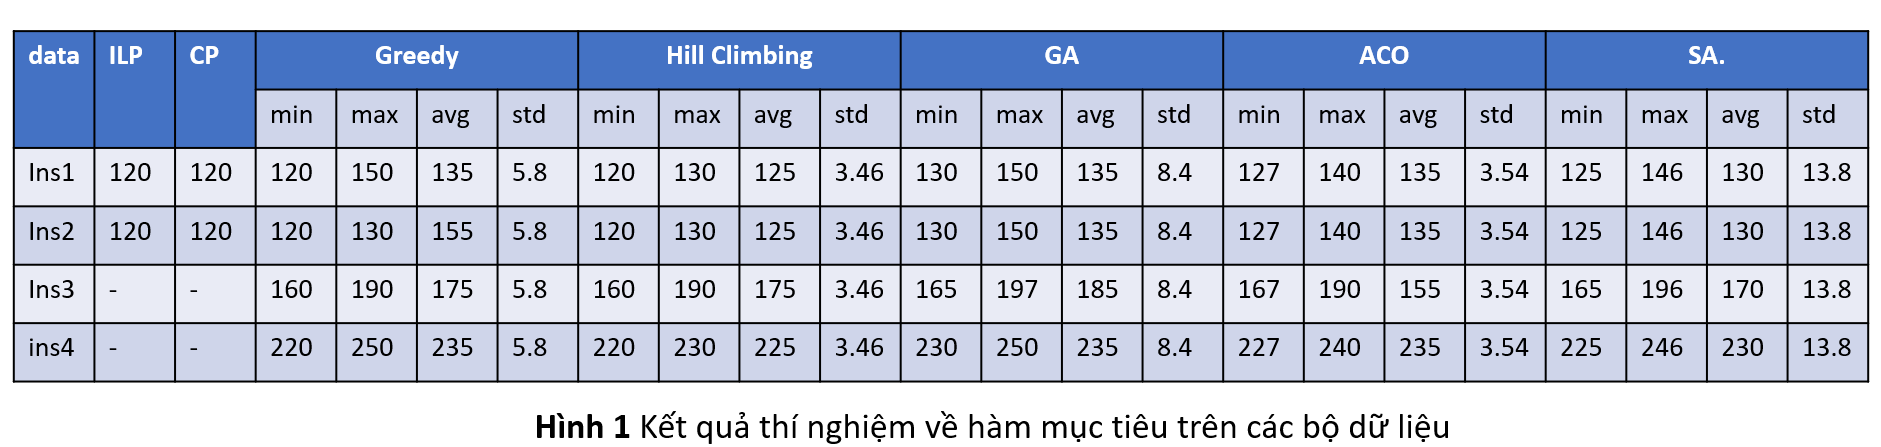 data ILP CP Greedy Hill Climbing GA ACO SA.
min max avg std min max avg std min max avg std min max avg std min max avg std
Ins1 120 120 120 150 135 5.8 120 130 125 3.46 130 150 135 8.4 127 140 135 3.54 125 146 130 13.8
Ins2 120 120 120 130 155 5.8 120 130 125 3.46 130 150 135 8.4 127 140 135 3.54 125 146 130 13.8
Ins3 - - 160 190 175 5.8 160 190 175 3.46 165 197 185 8.4 167 190 155 3.54 165 196 170 13.8
ins4 - - 220 250 235 5.8 220 230 225 3.46 230 250 235 8.4 227 240 235 3.54 225 246 230 13.8
Hình 1 Kết quả thí nghiệm về hàm mục tiêu trên các bộ dữ liệu